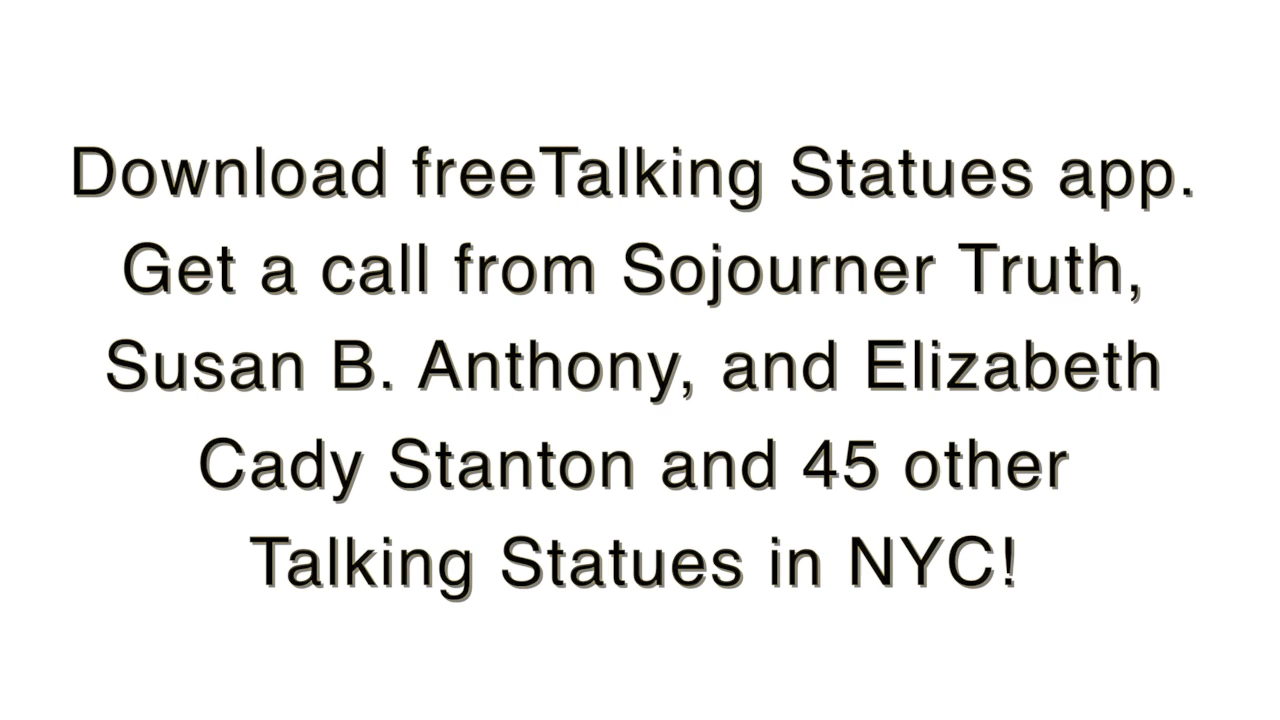 Download freeTalking Statues app.
Get a call from Sojourner Truth,
Susan B. Anthony, and Elizabeth
Cady Stanton and 45 other
Talking Statues in NYC!